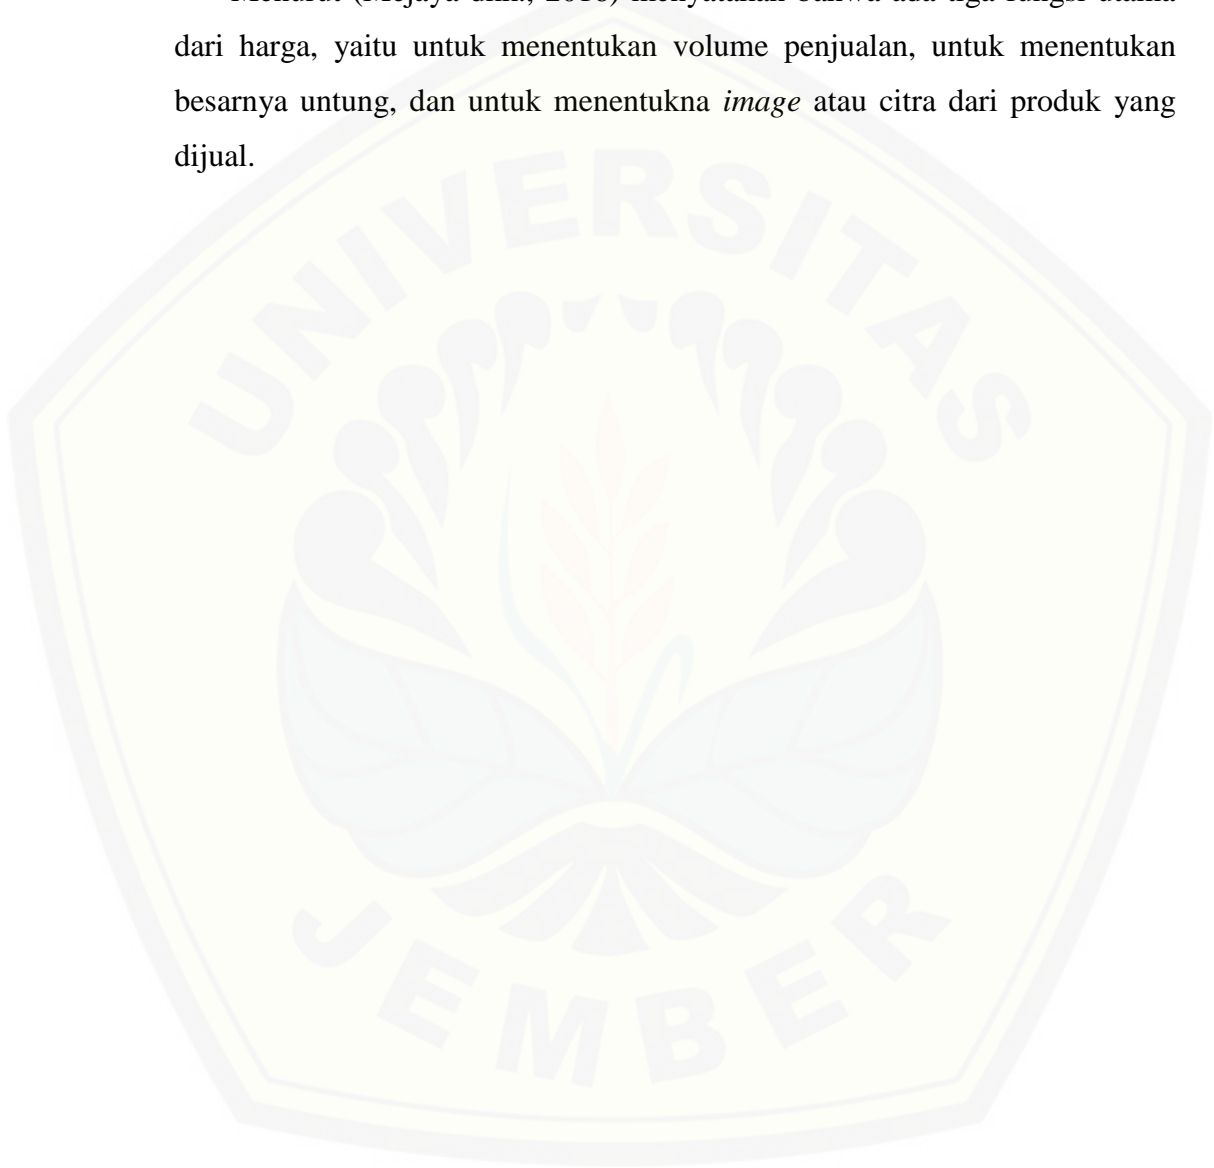 Menurut (Mejaya dkk., 2016) menyatakan bahwa ada tiga fungsi utama
dari harga, yaitu untuk menentukan volume penjualan, untuk menentukan
besarnya untung, dan untuk menentukna image atau citra dari produk yang
dijual.
UNIVERSITAS
JEMBER